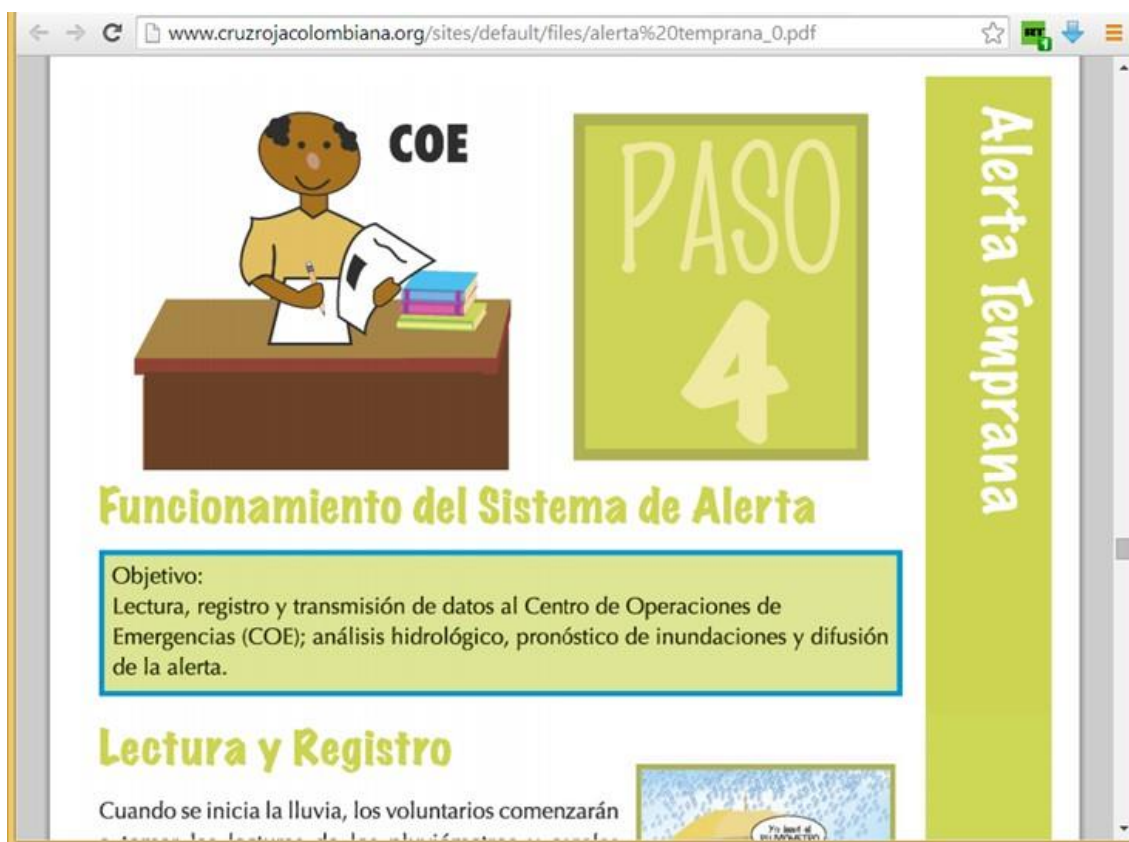 www.cruzrojacolombiana.org/sites/default/files/alerta%20temprana_0.pdf
COE
PASO
4
Alerta Temprana
Funcionamiento del Sistema de Alerta
Objetivo:
Lectura, registro y transmisión de datos al Centro de Operaciones de
Emergencias (COE); análisis hidrológico, pronóstico de inundaciones y difusión
de la alerta.
Lectura y Registro
Cuando se inicia la lluvia, los voluntarios comenzarán